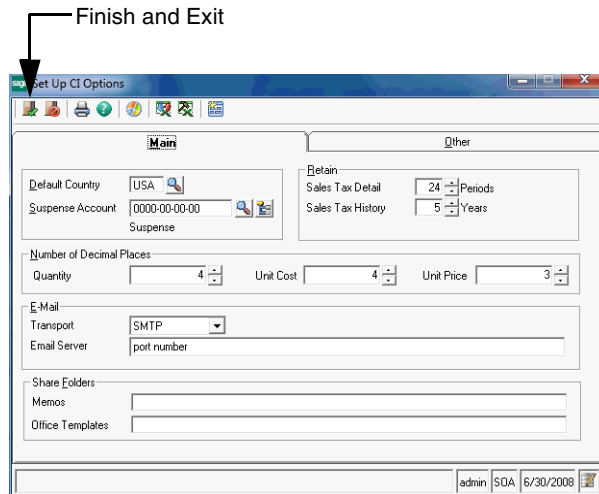 Finish and Exit
sage Set Up CI Options
Main Other
Default Country USA
Suspense Account 0000-00-00-00
Suspense
Retain
Sales Tax Detail 24 Periods
Sales Tax History 5 Years
Number of Decimal Places
Quantity 4 Unit Cost 4 Unit Price 3
E-Mail
Transport SMTP
Email Server port number
Share Folders
Memos
Office Templates
admin SOA 6/30/2008